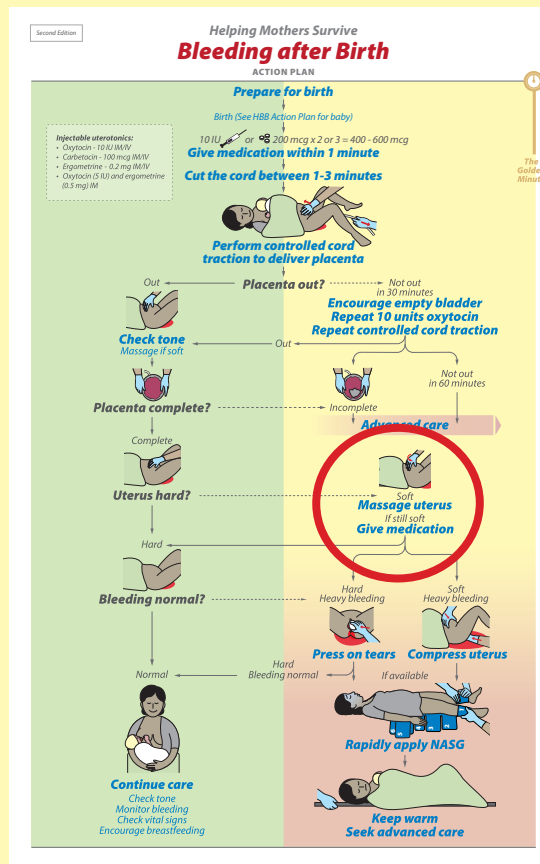 Second Edition
Helping Mothers Survive
Bleeding after Birth
ACTION PLAN
Prepare for birth
Birth (See HBB Action Plan for baby)
Injectable uterotonics:
• Oxytocin - 10 IU IM/IV
• Carbetocin - 100 mcg IM/IV
• Ergometrine – 0.2 mg IM/IV
• Oxytocin (5 IU) and ergometrine
(0.5 mg) IM
10 IU or 200 mcg x 2 or 3 = 400 - 600 mcg
Give medication within 1 minute
Cut the cord between 1-3 minutes
The
Golde
Minut
Perform controlled cord
traction to deliver placenta
Out
Placenta out?
Not out
in 30 minutes
Encourage empty bladder
Repeat 10 units oxytocin
Repeat controlled cord traction
Check tone
Massage if soft
Out
Not out
in 60 minutes
Placenta complete?
Incomplete
Advanced care
Complete
Uterus hard?
Soft
Massage uterus
If still soft
Give medication
Hard
Bleeding normal?
Hard
Heavy bleeding
Soft
Heavy bleeding
Press on tears
Compress uterus
Normal
Hard
Bleeding normal
If available
5
4
3
2
Rapidly apply NASG
Continue care
Check tone
Monitor bleeding
Check vital signs
Encourage breastfeeding
Keep warm
Seek advanced care